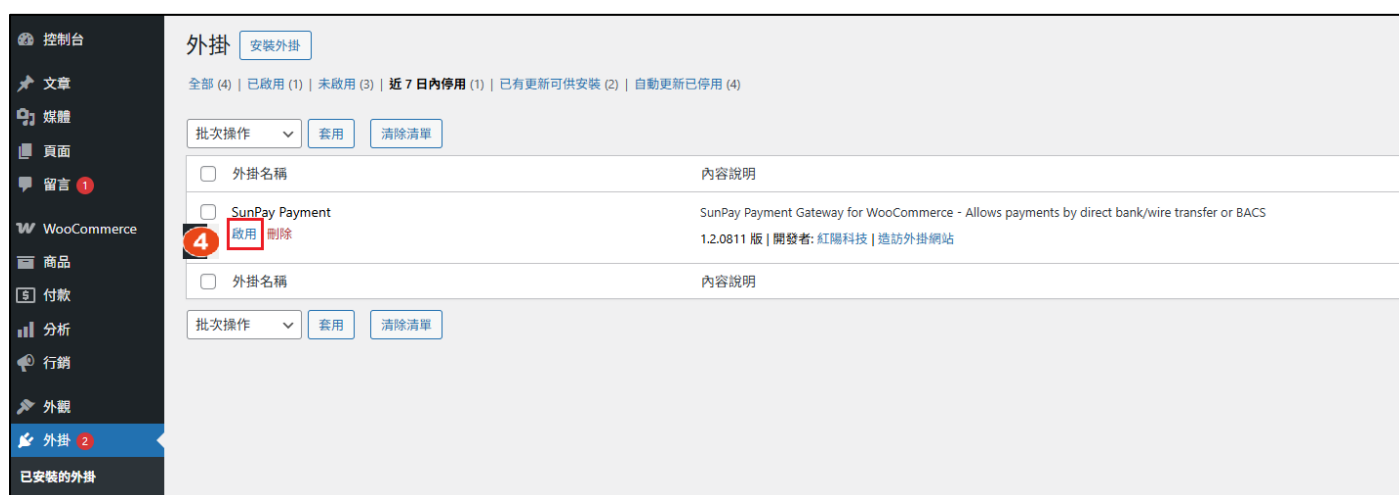 控制台
文章
媒體
頁面
留言 1
WooCommerce
商品
付款
分析
行銷
外觀
外掛 2
已安裝的外掛
外掛 安裝外掛
全部 (4) | 已啟用 (1) | 未啟用 (3) | 近 7 日內停用 (1) | 已有更新可供安裝 (2) | 自動更新已停用 (4)
批次操作 套用 清除清單
外掛名稱 內容說明
SunPay Payment SunPay Payment Gateway for WooCommerce - Allows payments by direct bank/wire transfer or BACS
4 啟用 刪除 1.2.0811 版 | 開發者: 紅陽科技 | 造訪外掛網站
外掛名稱 內容說明
批次操作 套用 清除清單